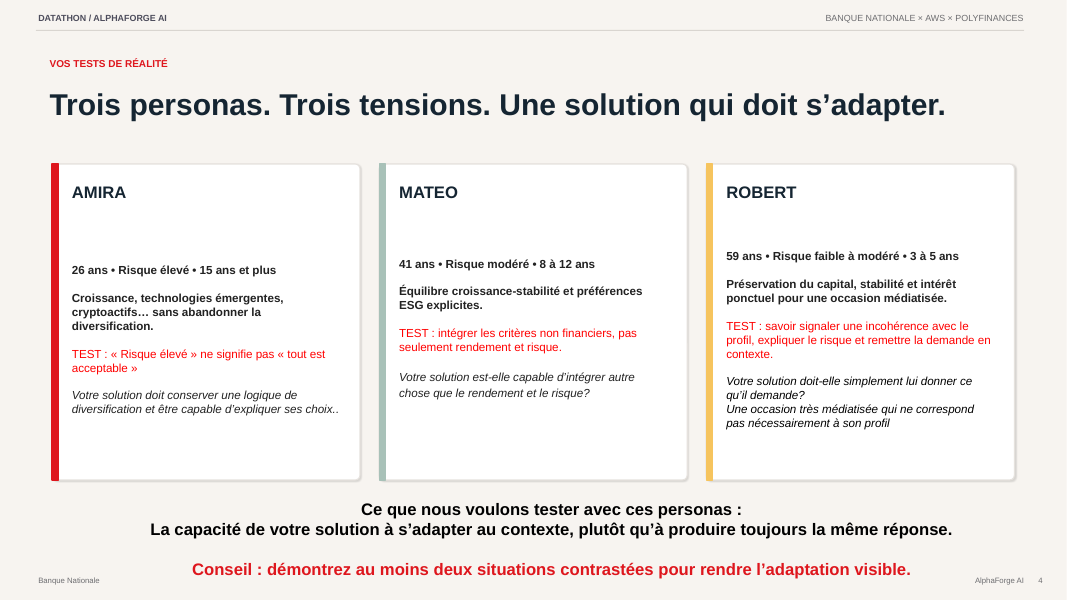 DATATHON / ALPHAFORGE AI
BANQUE NATIONALE × AWS × POLYFINANCES
VOS TESTS DE RÉALITÉ
Trois personas. Trois tensions. Une solution qui doit s’adapter.
AMIRA
26 ans • Risque élevé • 15 ans et plus
Croissance, technologies émergentes,
cryptoactifs… sans abandonner la
diversification.
TEST : « Risque élevé » ne signifie pas « tout est
acceptable »
Votre solution doit conserver une logique de
diversification et être capable d’expliquer ses choix..
MATEO
41 ans • Risque modéré • 8 à 12 ans
Équilibre croissance-stabilité et préférences
ESG explicites.
TEST : intégrer les critères non financiers, pas
seulement rendement et risque.
Votre solution est-elle capable d’intégrer autre
chose que le rendement et le risque?
ROBERT
59 ans • Risque faible à modéré • 3 à 5 ans
Préservation du capital, stabilité et intérêt
ponctuel pour une occasion médiatisée.
TEST : savoir signaler une incohérence avec le
profil, expliquer le risque et remettre la demande en
contexte.
Votre solution doit-elle simplement lui donner ce
qu’il demande?
Une occasion très médiatisée qui ne correspond
pas nécessairement à son profil
Ce que nous voulons tester avec ces personas :
La capacité de votre solution à s’adapter au contexte, plutôt qu’à produire toujours la même réponse.
Conseil : démontrez au moins deux situations contrastées pour rendre l’adaptation visible.
Banque Nationale
AlphaForge AI
4